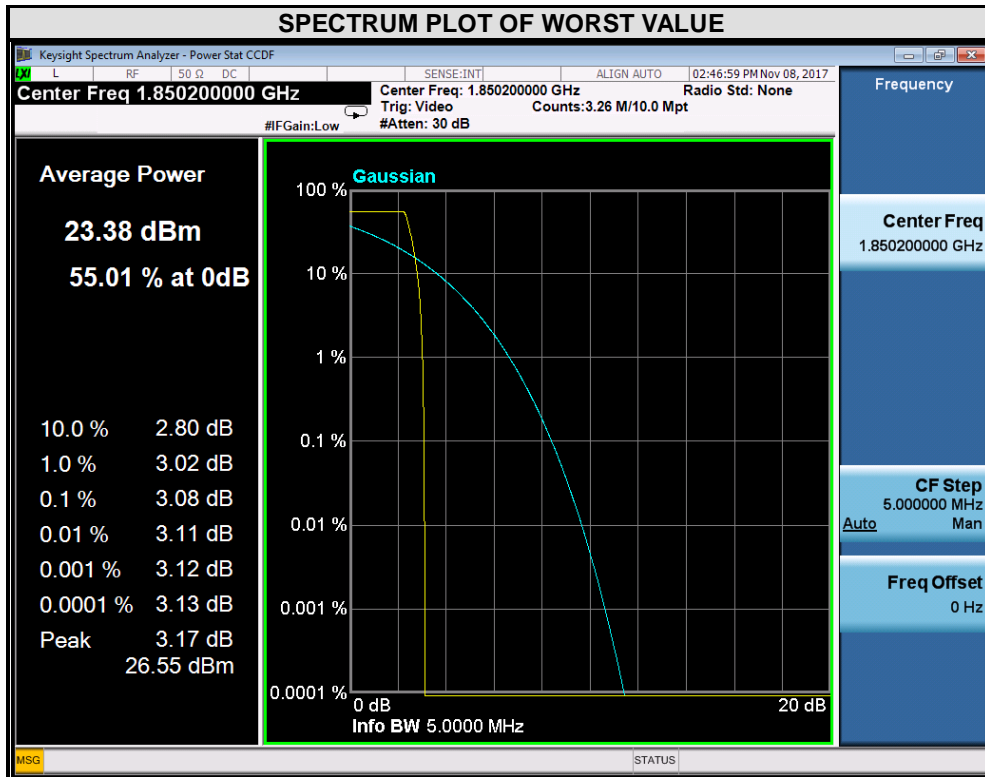 SPECTRUM PLOT OF WORST VALUE
Keysight Spectrum Analyzer - Power Stat CCDF
LXI L RF 50 Ω DC SENSE:INT ALIGN AUTO 02:46:59 PM Nov 08, 2017
Center Freq 1.850200000 GHz
Center Freq: 1.850200000 GHz Radio Std: None
Trig: Video Counts:3.26 M/10.0 Mpt
#IFGain:Low #Atten: 30 dB
Frequency
Average Power
23.38 dBm
55.01 % at 0dB
10.0 % 2.80 dB
1.0 % 3.02 dB
0.1 % 3.08 dB
0.01 % 3.11 dB
0.001 % 3.12 dB
0.0001 % 3.13 dB
Peak 3.17 dB
26.55 dBm
Gaussian
100 %
10 %
1 %
0.1 %
0.01 %
0.001 %
0.0001 %
0 dB 20 dB
Info BW 5.0000 MHz
Center Freq
1.850200000 GHz
CF Step
5.000000 MHz
Auto Man
Freq Offset
0 Hz
MSG STATUS